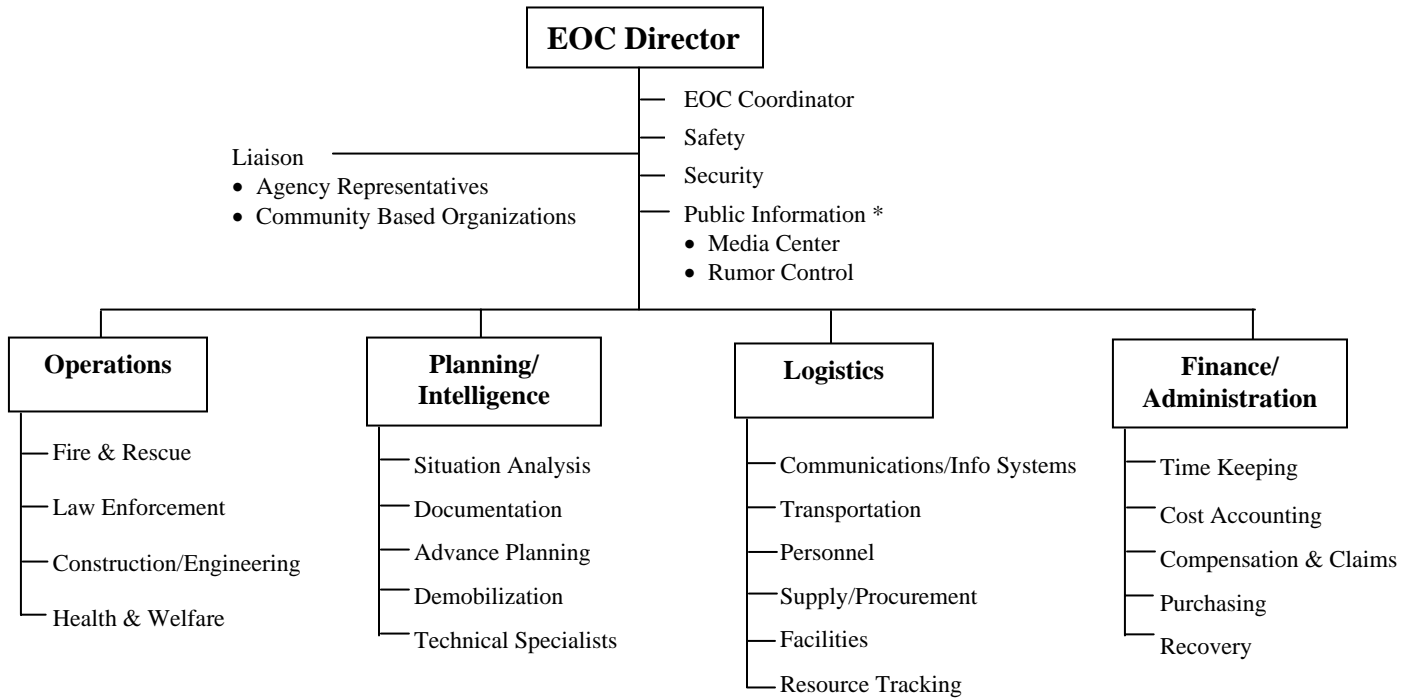 EOC Director
EOC Coordinator
Safety
Security
Public Information *
• Media Center
• Rumor Control
Liaison
• Agency Representatives
• Community Based Organizations
Operations
Fire & Rescue
Law Enforcement
Construction/Engineering
Health & Welfare
Planning/
Intelligence
Situation Analysis
Documentation
Advance Planning
Demobilization
Technical Specialists
Logistics
Communications/Info Systems
Transportation
Personnel
Supply/Procurement
Facilities
Resource Tracking
Finance/
Administration
Time Keeping
Cost Accounting
Compensation & Claims
Purchasing
Recovery